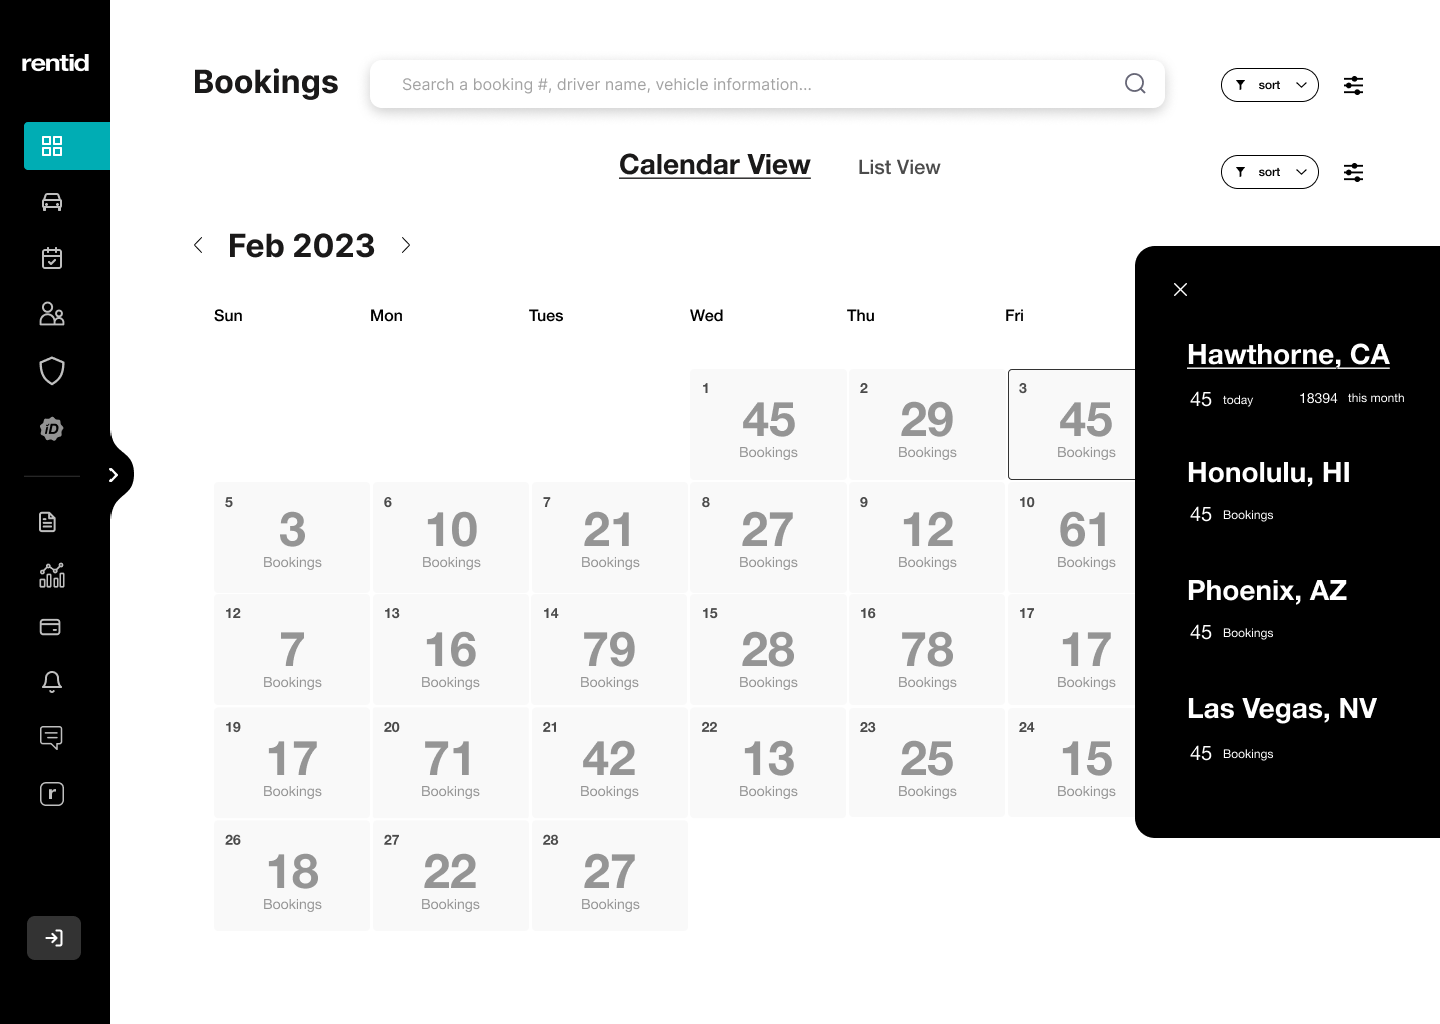 rentid
Bookings
Search a booking #, driver name, vehicle information...
sort
Calendar View
List View
sort
Feb 2023
Sun Mon Tues Wed Thu Fri
1 2 3
45 29 45
Bookings Bookings Bookings
5 6 7 8 9 10
3 10 21 27 12 61
Bookings Bookings Bookings Bookings Bookings Bookings
12 13 14 15 16 17
7 16 79 28 78 17
Bookings Bookings Bookings Bookings Bookings Bookings
19 20 21 22 23 24
17 71 42 13 25 15
Bookings Bookings Bookings Bookings Bookings Bookings
26 27 28
18 22 27
Bookings Bookings Bookings
Hawthorne, CA
45 today 18394 this month
Honolulu, HI
45 Bookings
Phoenix, AZ
45 Bookings
Las Vegas, NV
45 Bookings
iD
r